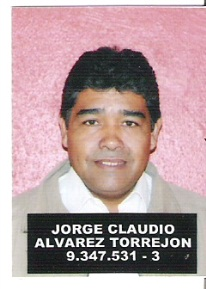 JORGE CLAUDIO
ALVAREZ TORREJON
9.347.531 - 3